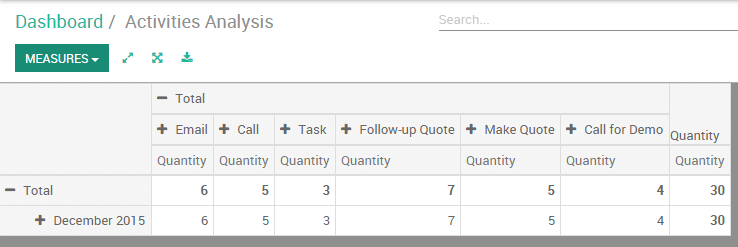 Dashboard / Activities Analysis
Search...
MEASURES
Total
Email Call Task Follow-up Quote Make Quote Call for Demo Quantity
Quantity Quantity Quantity Quantity Quantity Quantity Quantity
Total 6 5 3 7 5 4 30
December 2015 6 5 3 7 5 4 30